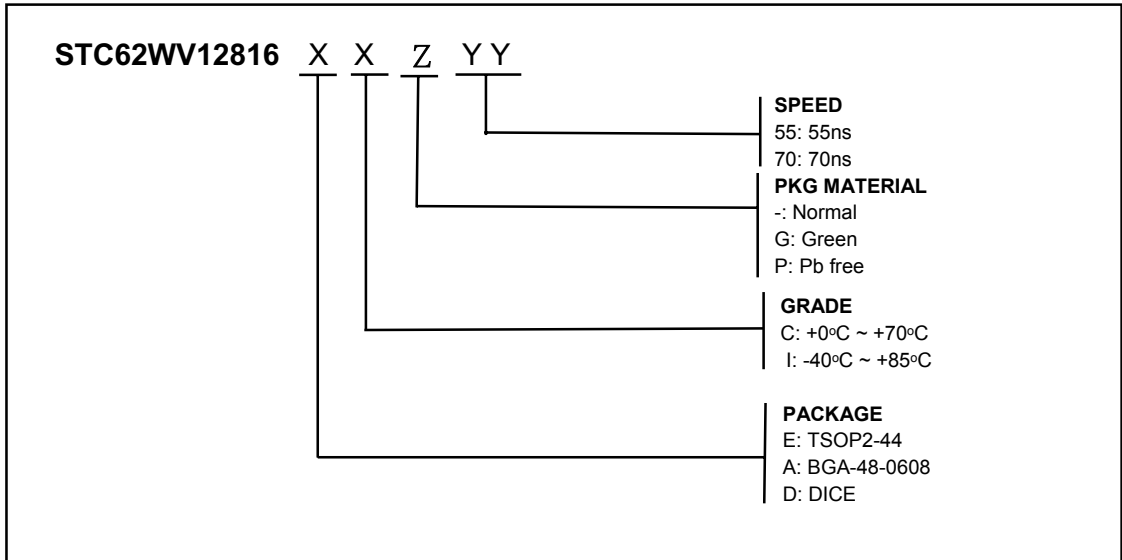 STC62WV12816 X X Z Y Y
SPEED
55: 55ns
70: 70ns
PKG MATERIAL
-: Normal
G: Green
P: Pb free
GRADE
C: +0oC ~ +70oC
I: -40oC ~ +85oC
PACKAGE
E: TSOP2-44
A: BGA-48-0608
D: DICE